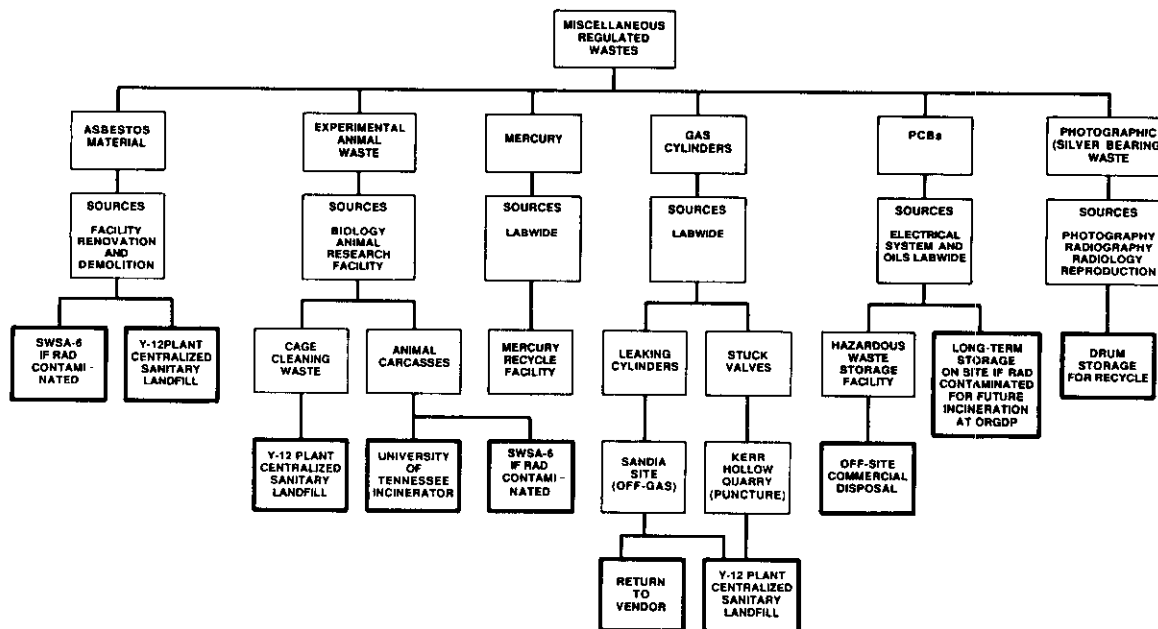 MISCELLANEOUS
REGULATED
WASTES
ASBESTOS
MATERIAL
EXPERIMENTAL
ANIMAL
WASTE
MERCURY
GAS
CYLINDERS
PCBs
PHOTOGRAPHIC
(SILVER BEARING)
WASTE
SOURCES
FACILITY
RENOVATION
AND
DEMOLITION
SOURCES
BIOLOGY
ANIMAL
RESEARCH
FACILITY
SOURCES
LABWIDE
SOURCES
LABWIDE
SOURCES
ELECTRICAL
SYSTEM AND
OILS LABWIDE
SOURCES
PHOTOGRAPHY
RADIOGRAPHY
RADIOLOGY
REPRODUCTION
SWSA-6
IF RAD
CONTAMI-
NATED
Y-12PLANT
CENTRALIZED
SANITARY
LANDFILL
CAGE
CLEANING
WASTE
ANIMAL
CARCASSES
MERCURY
RECYCLE
FACILITY
LEAKING
CYLINDERS
STUCK
VALVES
HAZARDOUS
WASTE
STORAGE
FACILITY
LONG-TERM
STORAGE
ON SITE IF RAD
CONTAMINATED
FOR FUTURE
INCINERATION
AT ORGDP
DRUM
STORAGE
FOR RECYCLE
Y-12 PLANT
CENTRALIZED
SANITARY
LANDFILL
UNIVERSITY
OF
TENNESSEE
INCINERATOR
SWSA-6
IF RAD
CONTAMI-
NATED
SANDIA
SITE
(OFF-GAS)
KERR
HOLLOW
QUARRY
(PUNCTURE)
OFF-SITE
COMMERCIAL
DISPOSAL
RETURN
TO
VENDOR
Y-12 PLANT
CENTRALIZED
SANITARY
LANDFILL